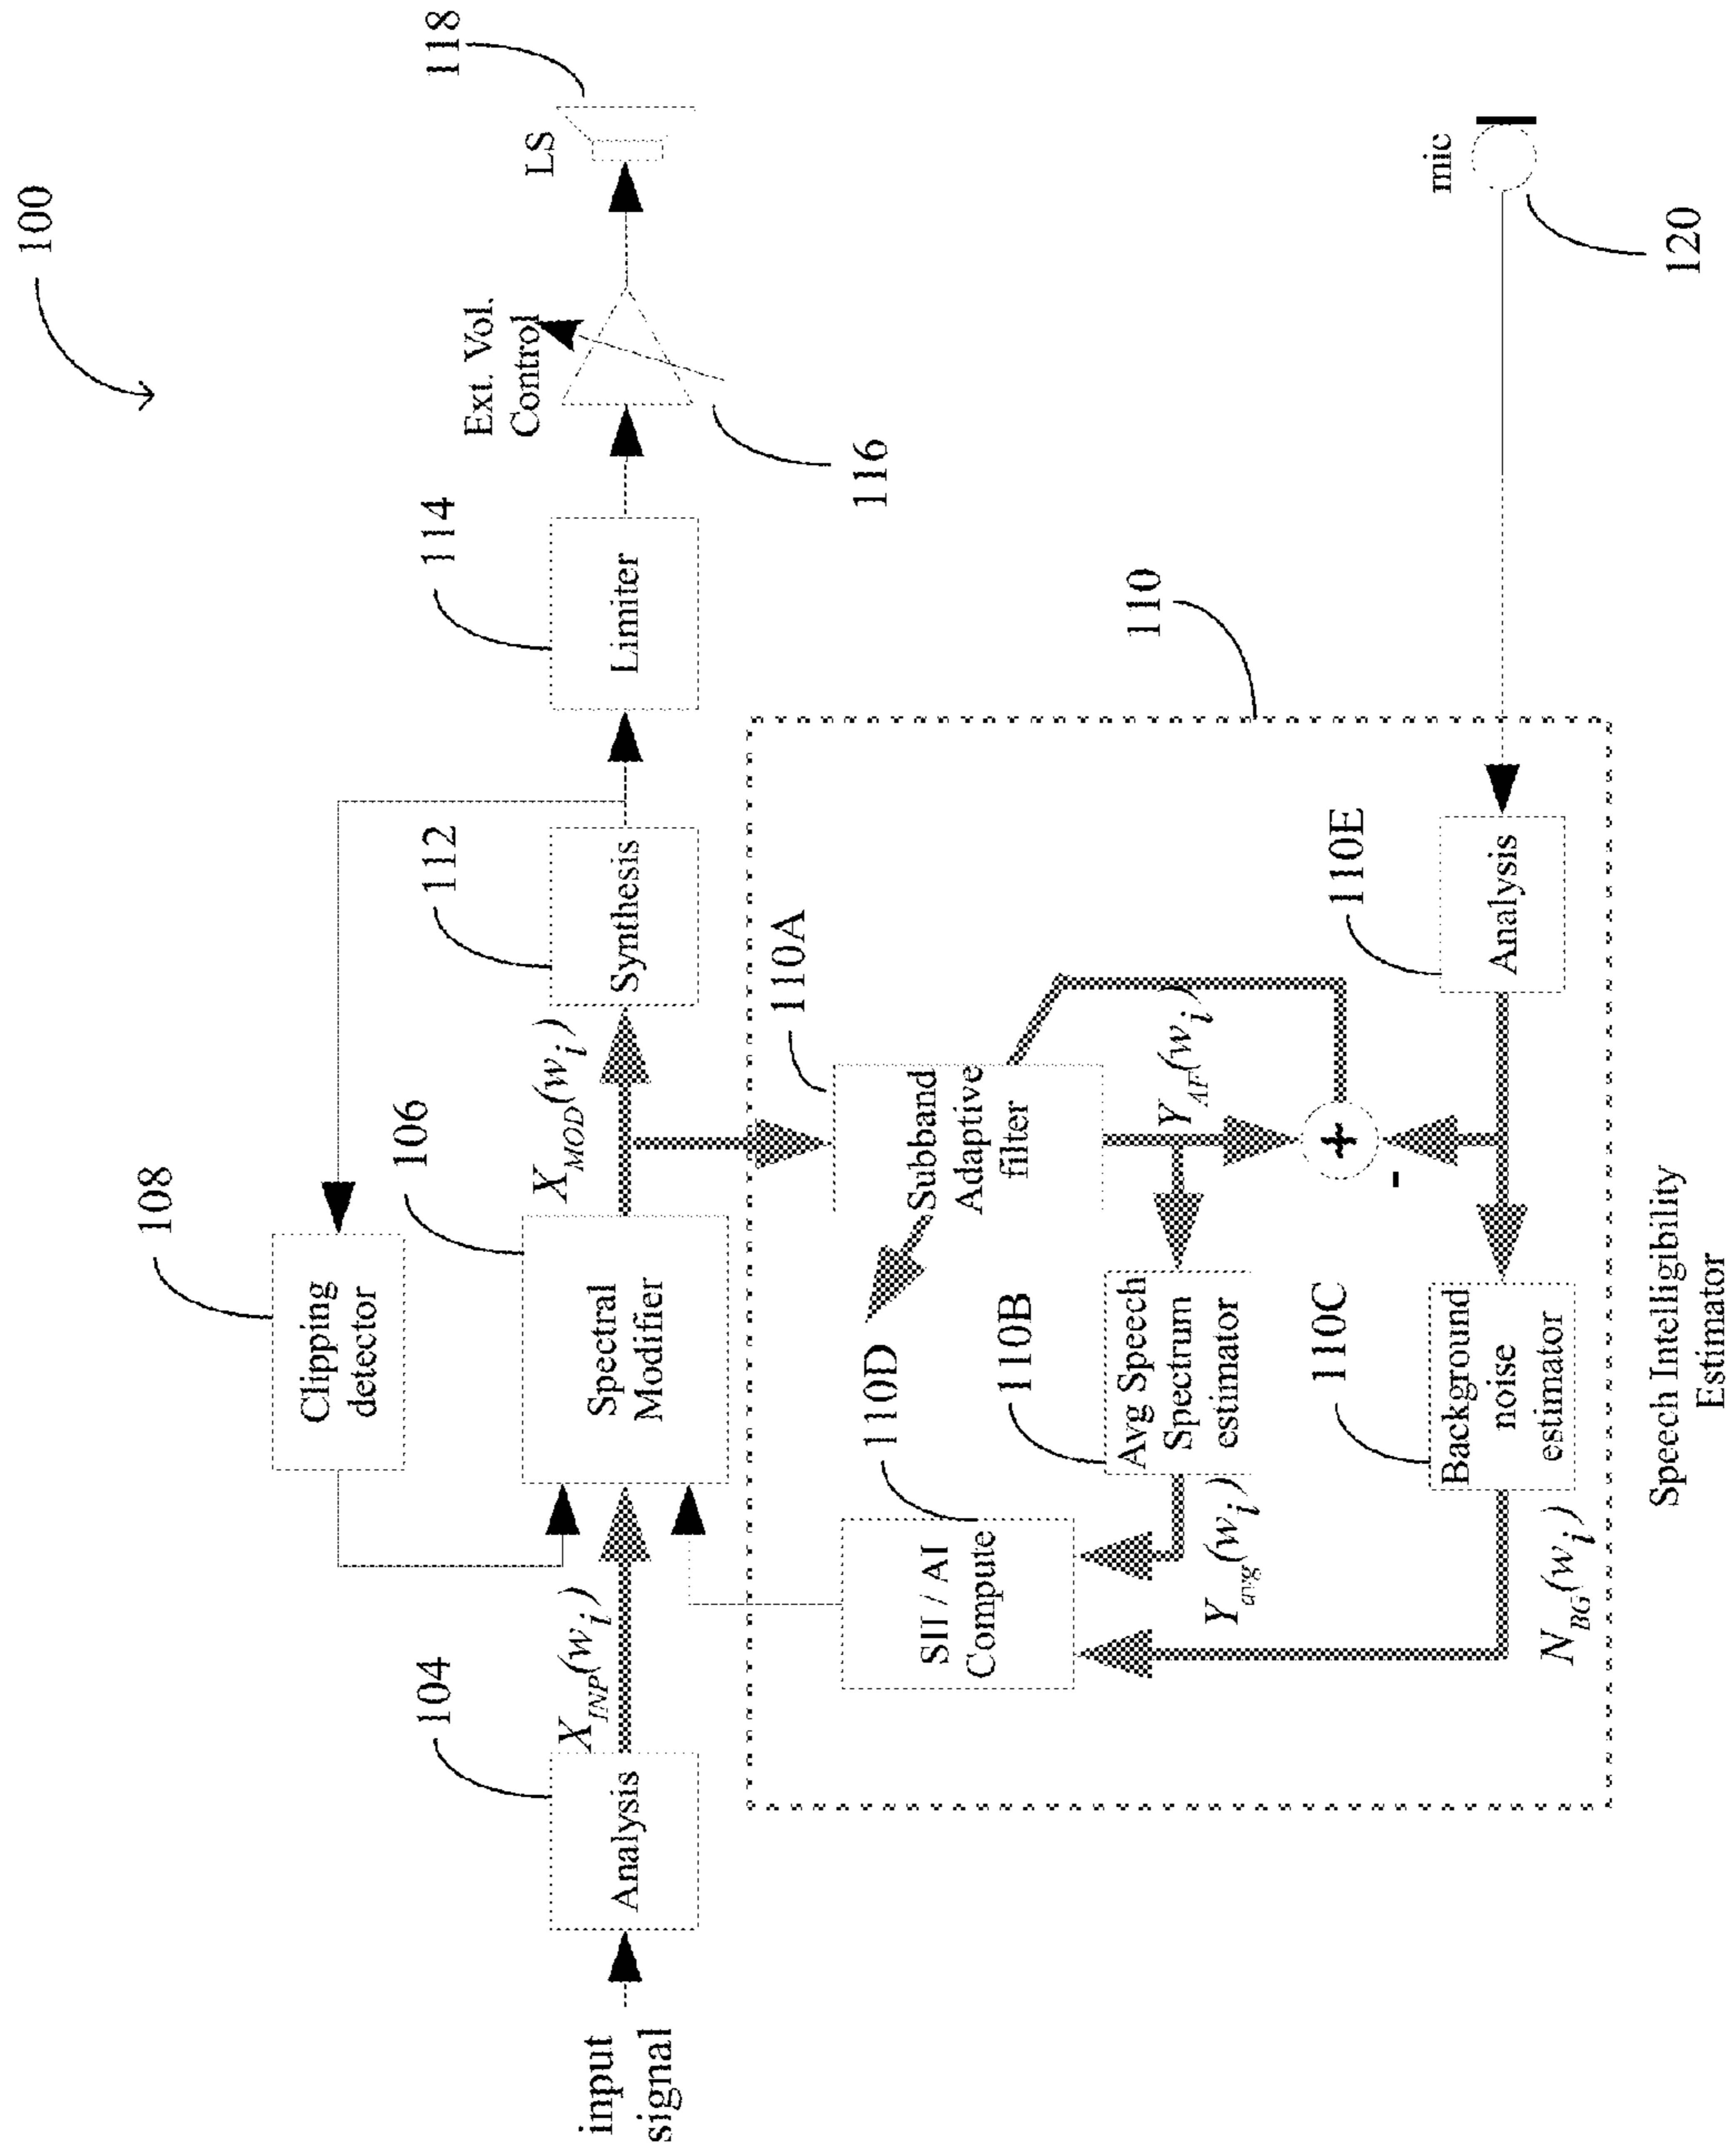 100
108
Clipping
detector
104
106
112
114
Ext. Vol.
Control
LS
118
input
signal
Analysis
X_INP(w_i)
Spectral
Modifier
X_MOD(w_i)
Synthesis
Limiter
116
110
110A
SII / AI
Compute
110D
Subband
Adaptive
filter
Y_avg(w_i)
110B
Avg Speech
Spectrum
estimator
Y_AF(w_i)
+
-
110C
110E
mic
Background
noise
estimator
Analysis
N_BG(w_i)
120
Speech Intelligibility
Estimator